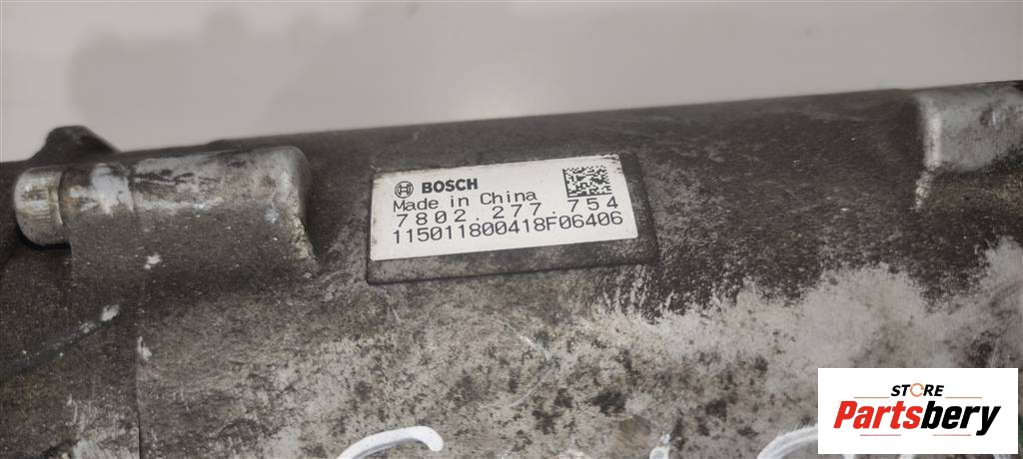 BOSCH
Made in China
7802.277.754
115011800418F06406
STORE
Partsbery